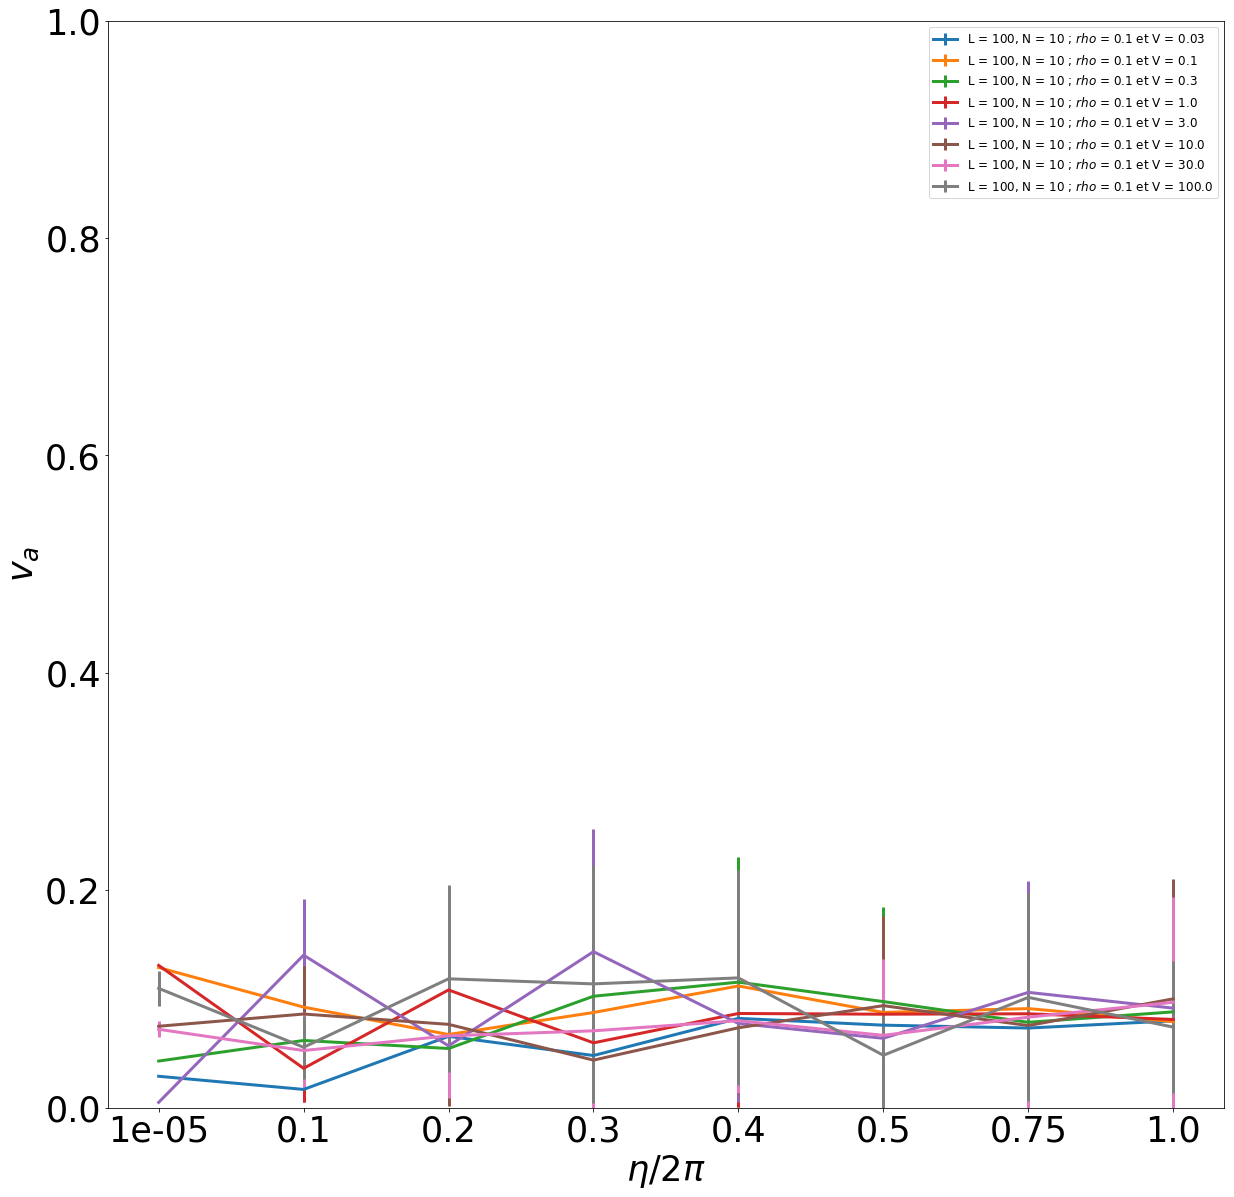 1.0
0.8
0.6
0.4
0.2
0.0
v_a
L = 100, N = 10 ; rho = 0.1 et V = 0.03
L = 100, N = 10 ; rho = 0.1 et V = 0.1
L = 100, N = 10 ; rho = 0.1 et V = 0.3
L = 100, N = 10 ; rho = 0.1 et V = 1.0
L = 100, N = 10 ; rho = 0.1 et V = 3.0
L = 100, N = 10 ; rho = 0.1 et V = 10.0
L = 100, N = 10 ; rho = 0.1 et V = 30.0
L = 100, N = 10 ; rho = 0.1 et V = 100.0
1e-05 0.1 0.2 0.3 0.4 0.5 0.75 1.0
η/2π